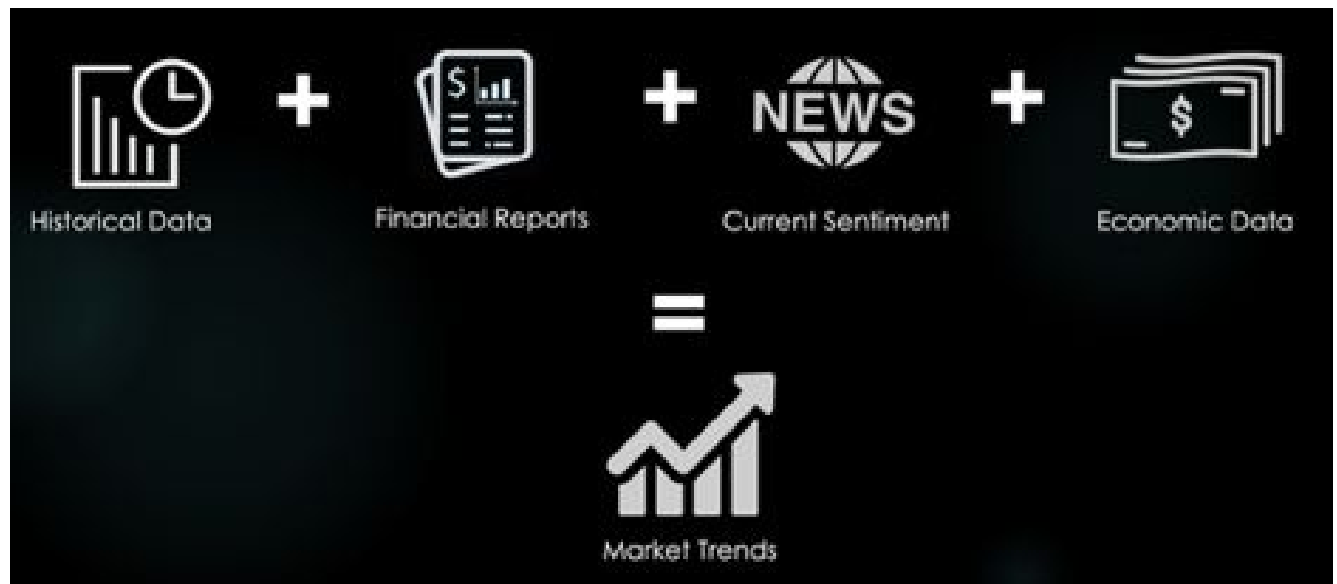 $
NEWS
$
Historical Data
Financial Reports
Current Sentiment
Economic Data
Market Trends